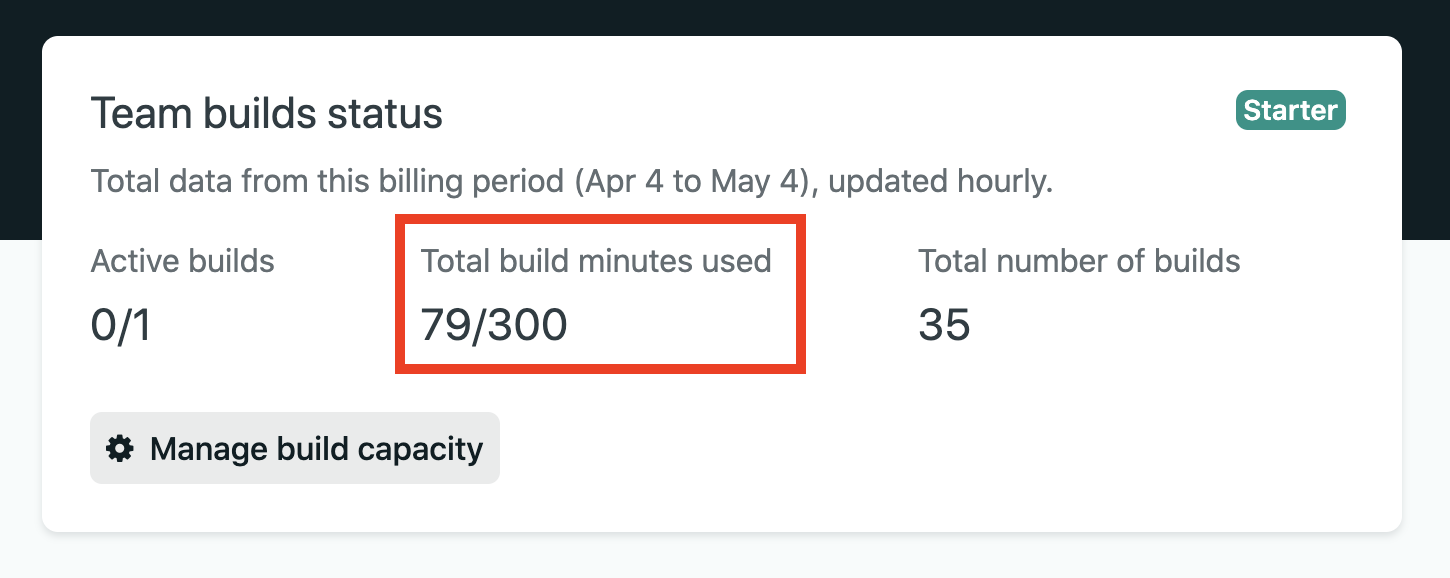 Team builds status
Starter
Total data from this billing period (Apr 4 to May 4), updated hourly.
Active builds
0/1
Total build minutes used
79/300
Total number of builds
35
Manage build capacity